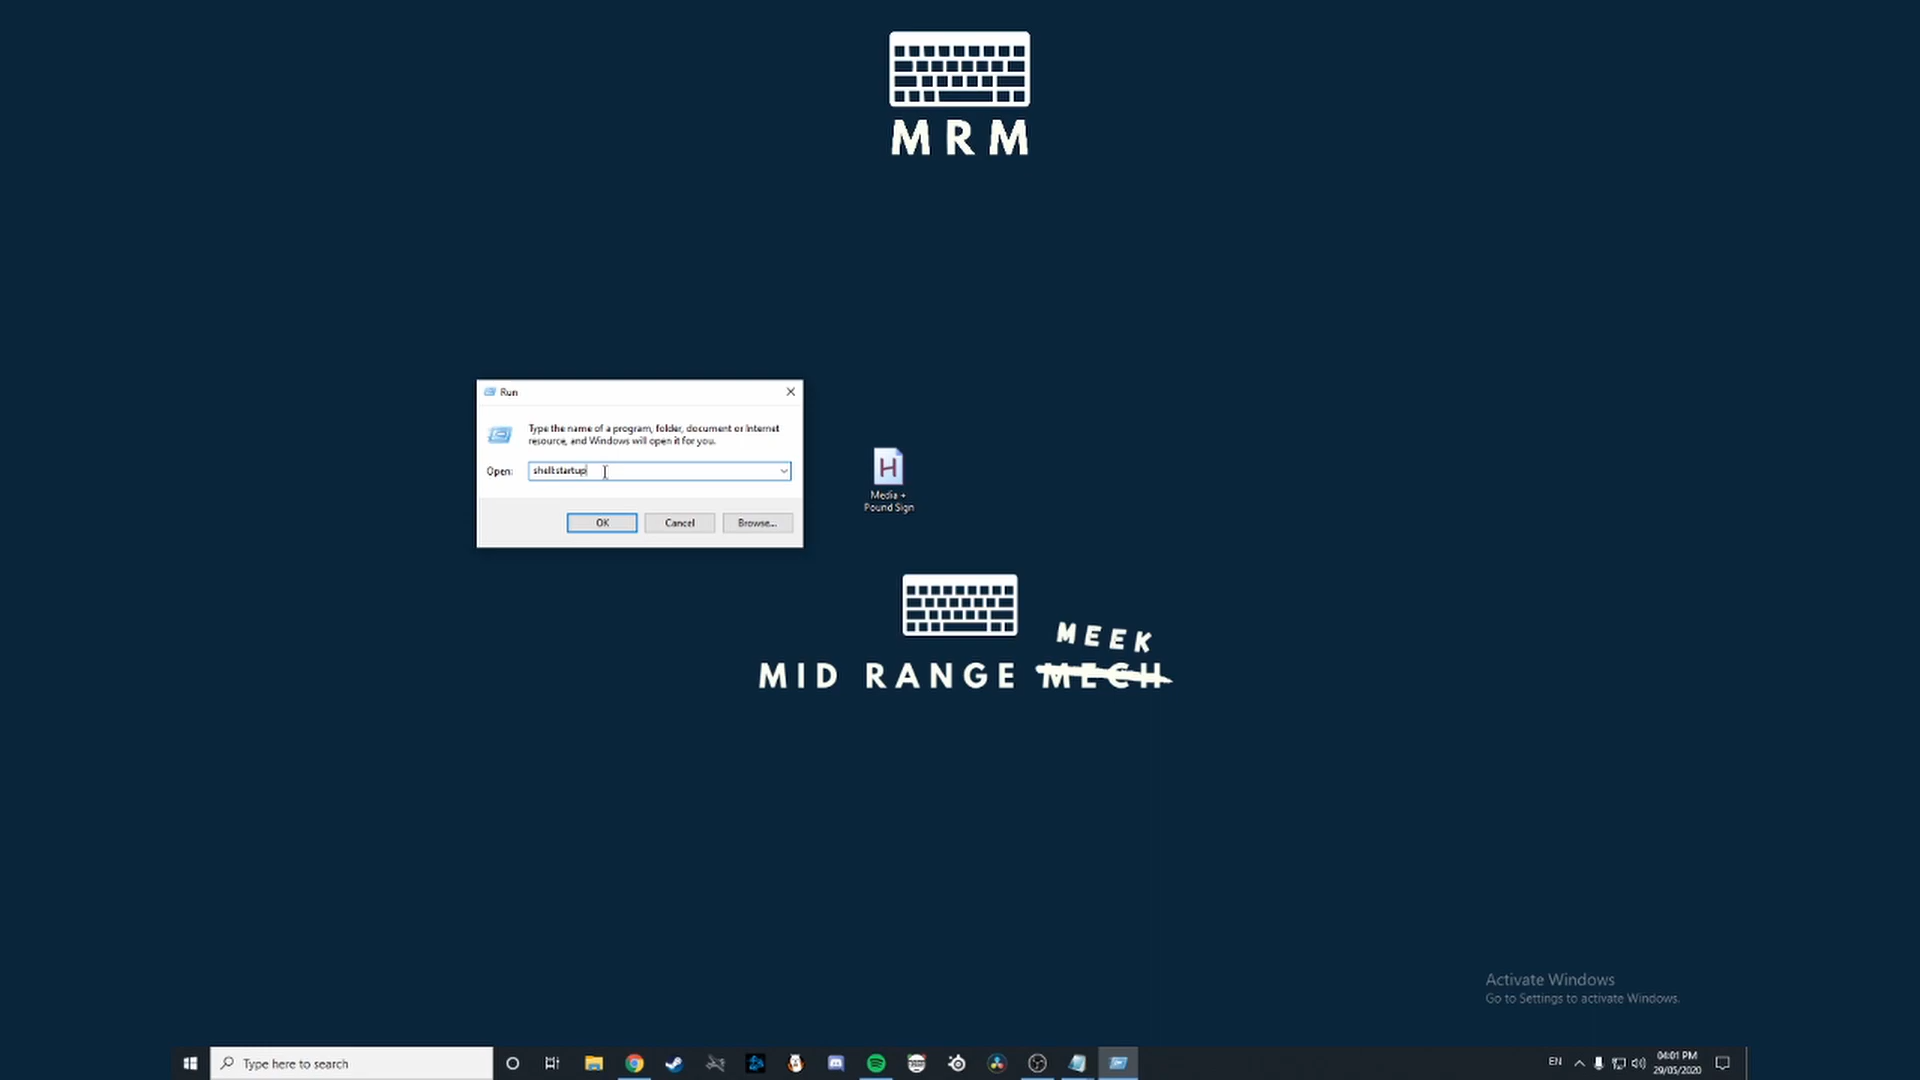 MRM
Run
Type the name of a program, folder, document or Internet
resource, and Windows will open it for you.
Open: shell:startup
OK Cancel Browse...
H
Media +
Pound Sign
MEEK
MID RANGE MECH
Activate Windows
Go to Settings to activate Windows.
Type here to search
EN
04:01 PM
29/05/2020